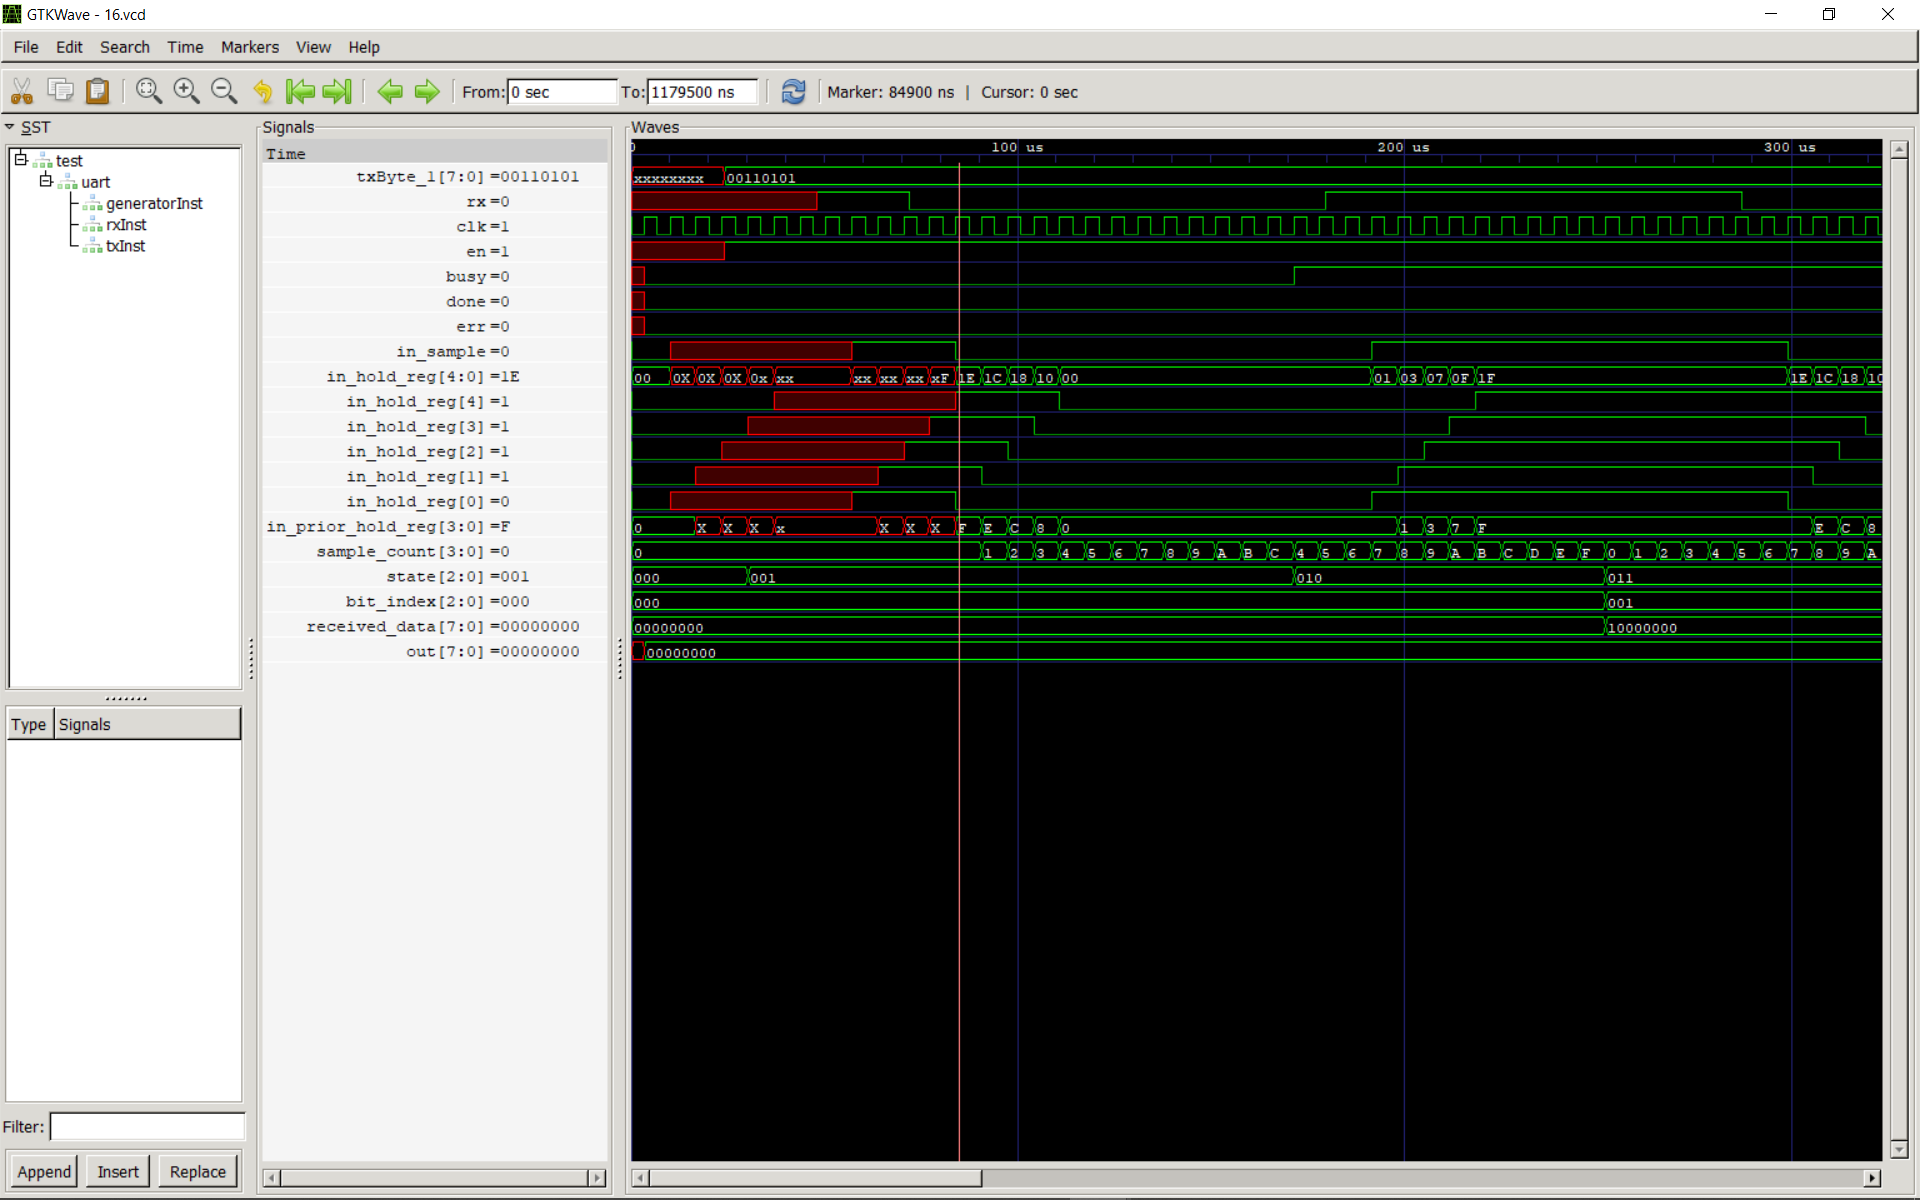 GTKWave - 16.vcd
File Edit Search Time Markers View Help
From: 0 sec To: 1179500 ns Marker: 84900 ns | Cursor: 0 sec
SST
test
uart
generatorInst
rxInst
txInst
Type Signals
Filter:
Append Insert Replace
Signals
Time
txByte_1[7:0] =00110101
rx =0
clk =1
en =1
busy =0
done =0
err =0
in_sample =0
in_hold_reg[4:0] =1E
in_hold_reg[4] =1
in_hold_reg[3] =1
in_hold_reg[2] =1
in_hold_reg[1] =1
in_hold_reg[0] =0
in_prior_hold_reg[3:0] =F
sample_count[3:0] =0
state[2:0] =001
bit_index[2:0] =000
received_data[7:0] =00000000
out[7:0] =00000000
Waves
100 us 200 us 300 us
xxxxxxxx 00110101
00 0X 0X 0X 0x xx xx xx xx xF 1E 1C 18 10 00 01 03 07 0F 1F 1E 1C 18
0 X X X x X X X F E C 8 0 1 3 7 F E C 8
0 1 2 3 4 5 6 7 8 9 A B C 4 5 6 7 8 9 A B C D E F 0 1 2 3 4 5 6 7 8 9 A
000 001 010 011
000 001
00000000 10000000
00000000